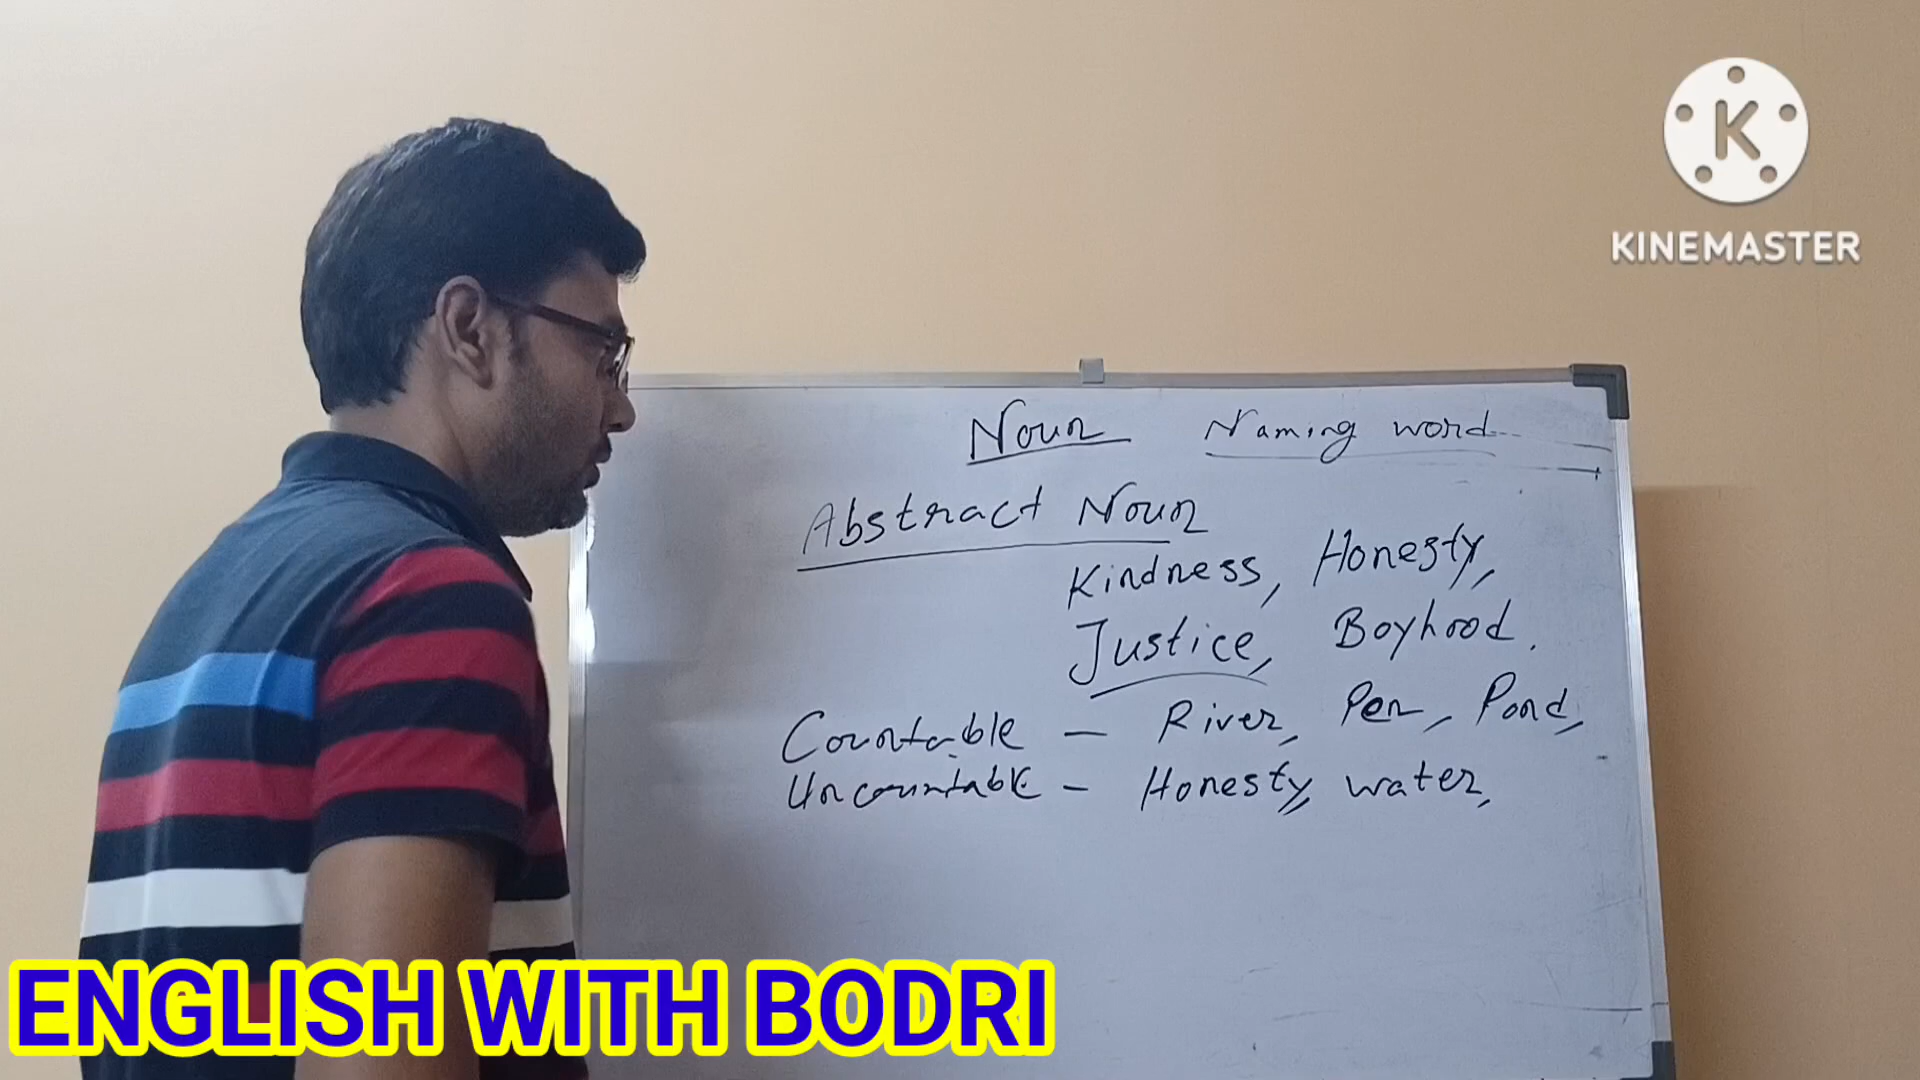 K
KINEMASTER
Noun Naming word
Abstract Noun
Kindness, Honesty,
Justice, Boyhood.
Countable - River, Pen, Pond,
Uncountable - Honesty, water,
ENGLISH WITH BODRI